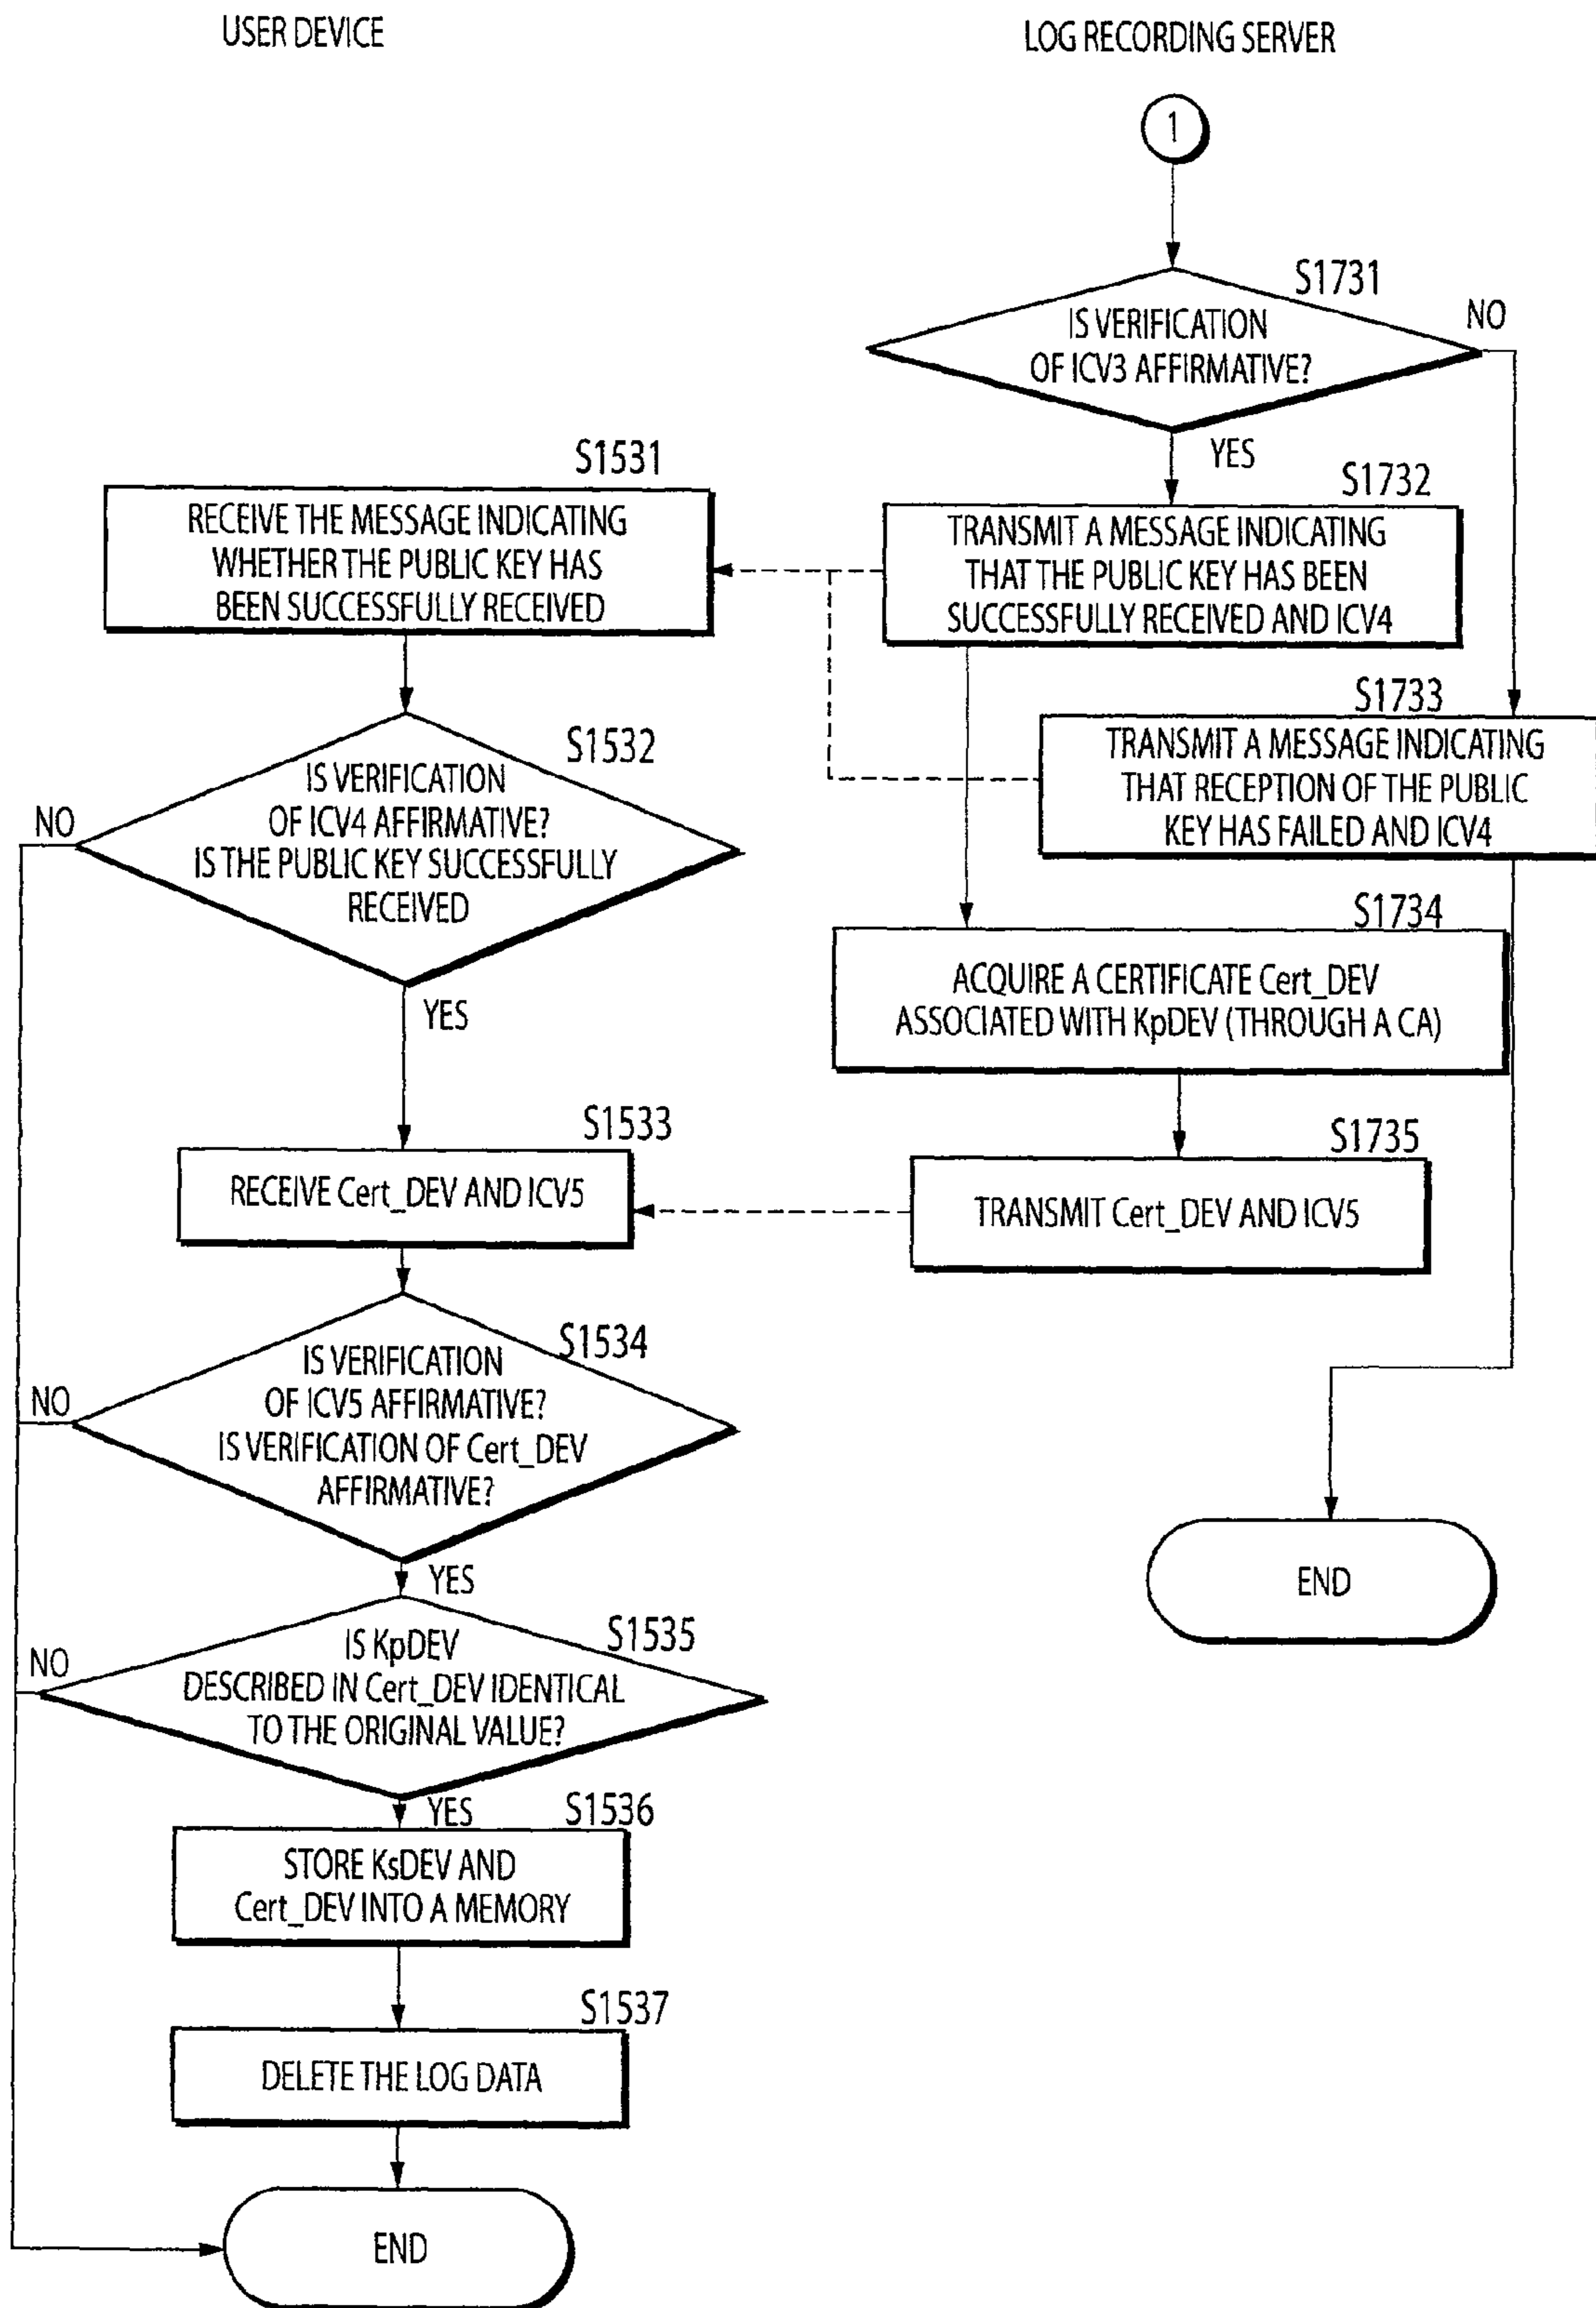 USER DEVICE
LOG RECORDING SERVER
1
S1731
IS VERIFICATION
OF ICV3 AFFIRMATIVE?
NO
YES
S1531
RECEIVE THE MESSAGE INDICATING
WHETHER THE PUBLIC KEY HAS
BEEN SUCCESSFULLY RECEIVED
S1732
TRANSMIT A MESSAGE INDICATING
THAT THE PUBLIC KEY HAS BEEN
SUCCESSFULLY RECEIVED AND ICV4
S1733
TRANSMIT A MESSAGE INDICATING
THAT RECEPTION OF THE PUBLIC
KEY HAS FAILED AND ICV4
S1532
IS VERIFICATION
OF ICV4 AFFIRMATIVE?
IS THE PUBLIC KEY SUCCESSFULLY
RECEIVED
NO
YES
S1734
ACQUIRE A CERTIFICATE Cert_DEV
ASSOCIATED WITH KpDEV (THROUGH A CA)
S1533
RECEIVE Cert_DEV AND ICV5
S1735
TRANSMIT Cert_DEV AND ICV5
S1534
IS VERIFICATION
OF ICV5 AFFIRMATIVE?
IS VERIFICATION OF Cert_DEV
AFFIRMATIVE?
NO
YES
END
S1535
IS KpDEV
DESCRIBED IN Cert_DEV IDENTICAL
TO THE ORIGINAL VALUE?
NO
YES
S1536
STORE KsDEV AND
Cert_DEV INTO A MEMORY
S1537
DELETE THE LOG DATA
END